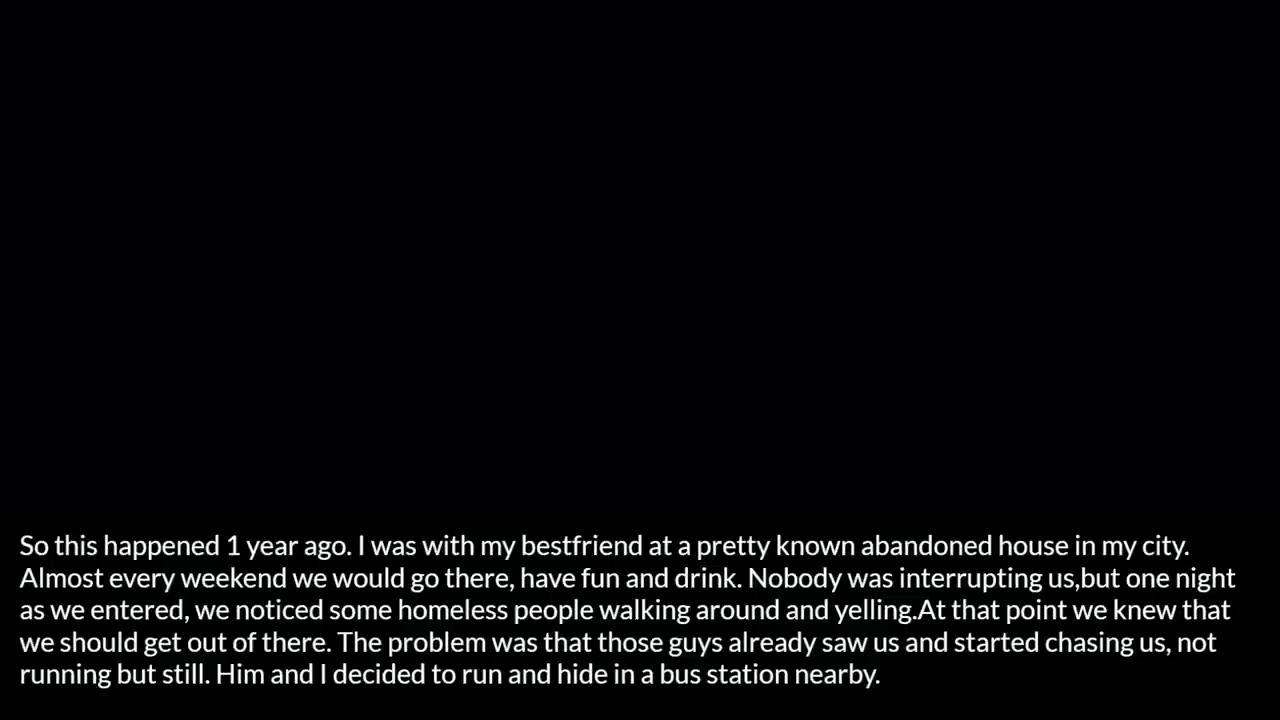 So this happened 1 year ago. I was with my bestfriend at a pretty known abandoned house in my city.
Almost every weekend we would go there, have fun and drink. Nobody was interrupting us,but one night
as we entered, we noticed some homeless people walking around and yelling.At that point we knew that
we should get out of there. The problem was that those guys already saw us and started chasing us, not
running but still. Him and I decided to run and hide in a bus station nearby.